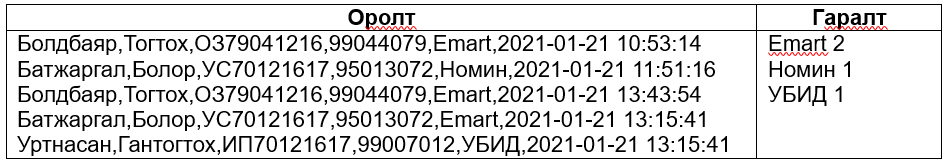 Оролт
Гаралт
Болдбаяр,Тогтох,ОЗ79041216,99044079,Emart,2021-01-21 10:53:14
Батжаргал,Болор,УС70121617,95013072,Номин,2021-01-21 11:51:16
Болдбаяр,Тогтох,ОЗ79041216,99044079,Emart,2021-01-21 13:43:54
Батжаргал,Болор,УС70121617,95013072,Emart,2021-01-21 13:15:41
Уртнасан,Гантогтох,ИП70121617,99007012,УБИД,2021-01-21 13:15:41
Emart 2
Номин 1
УБИД 1